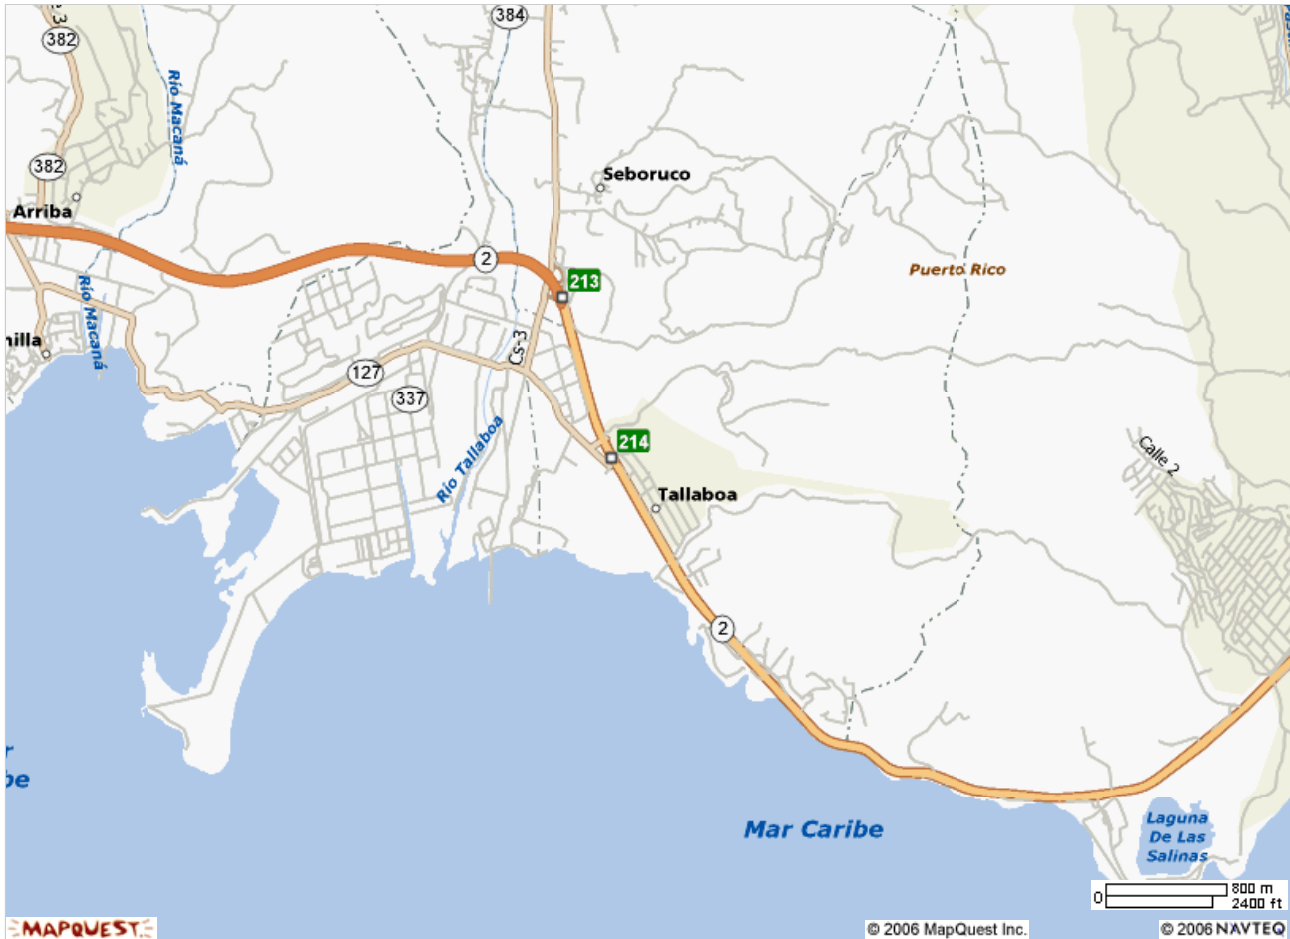 384
382
Río Macaná
382
Seboruco
Arriba
2
Puerto Rico
213
Río Macaná
Cs-3
nilla
127
337
214
Calle 2
Río Tallaboa
Tallaboa
2
Mar Caribe
Laguna
De Las
Salinas
0
800 m
2400 ft
MAPQUEST
© 2006 MapQuest Inc.
© 2006 NAVTEQ